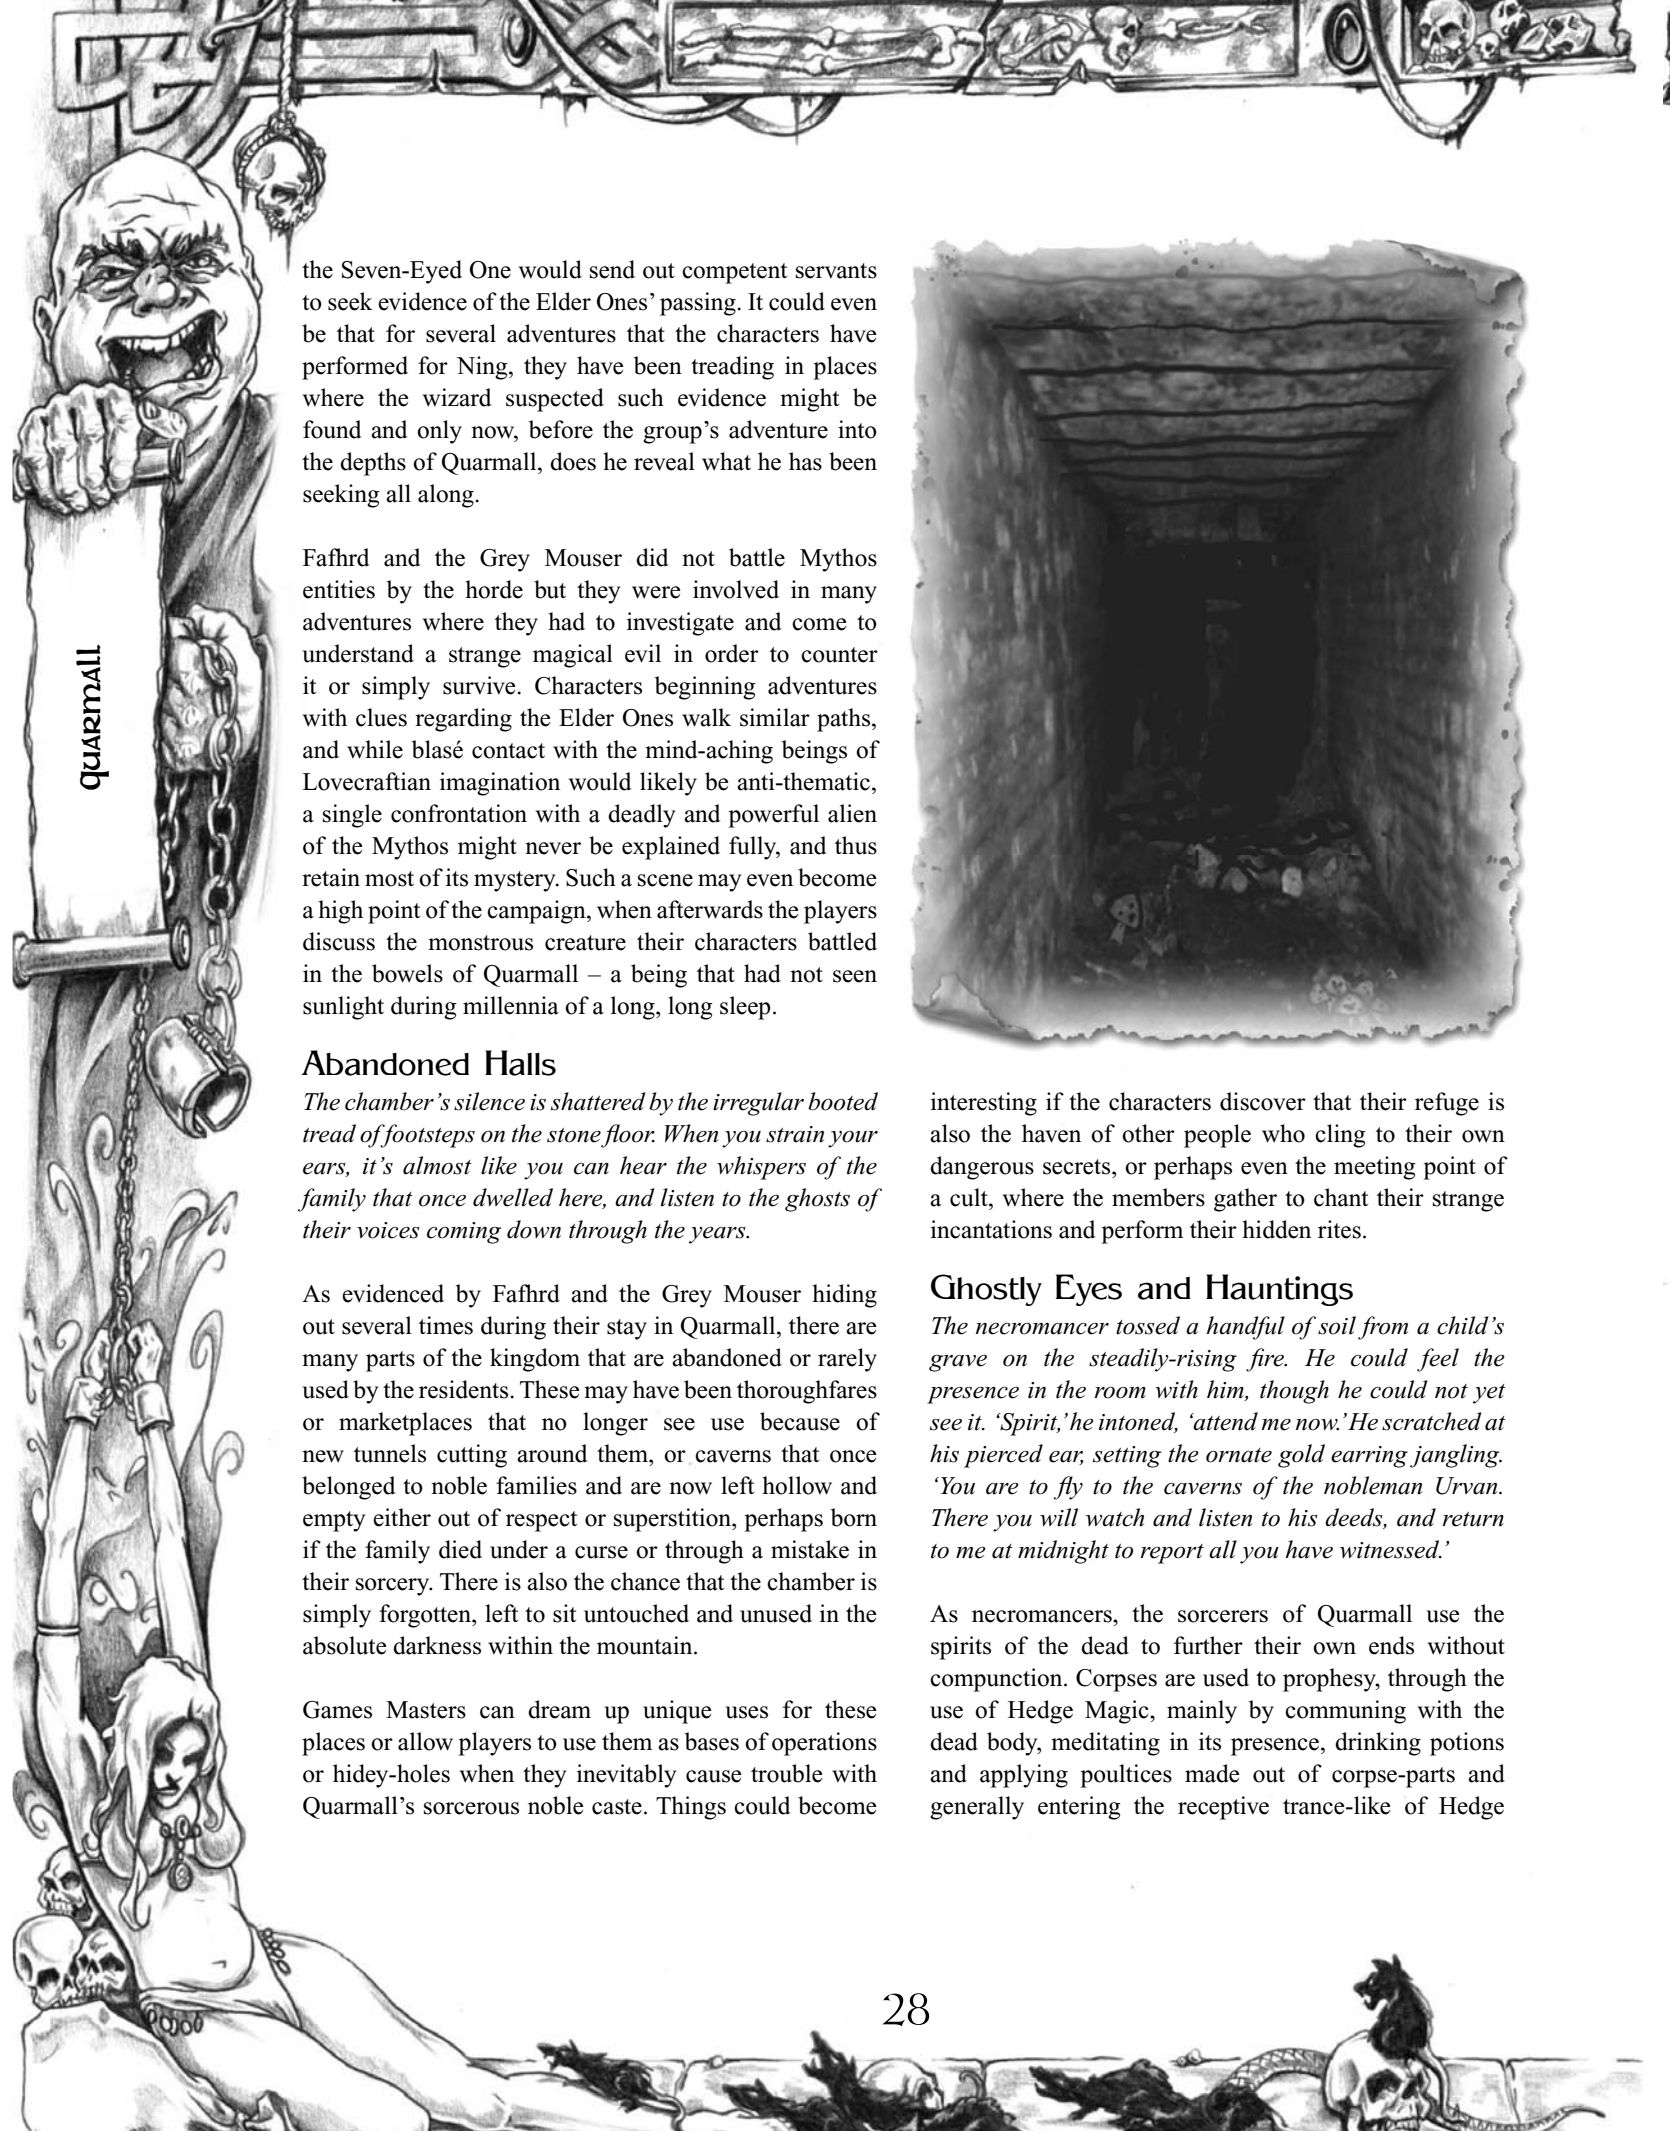 quarmall
the Seven-Eyed One would send out competent servants
to seek evidence of the Elder Ones' passing. It could even
be that for several adventures that the characters have
performed for Ning, they have been treading in places
where the wizard suspected such evidence might be
found and only now, before the group's adventure into
the depths of Quarmall, does he reveal what he has been
seeking all along.
Fafhrd and the Grey Mouser did not battle Mythos
entities by the horde but they were involved in many
adventures where they had to investigate and come to
understand a strange magical evil in order to counter
it or simply survive. Characters beginning adventures
with clues regarding the Elder Ones walk similar paths,
and while blasé contact with the mind-aching beings of
Lovecraftian imagination would likely be anti-thematic,
a single confrontation with a deadly and powerful alien
of the Mythos might never be explained fully, and thus
retain most of its mystery. Such a scene may even become
a high point of the campaign, when afterwards the players
discuss the monstrous creature their characters battled
in the bowels of Quarmall – a being that had not seen
sunlight during millennia of a long, long sleep.
Abandoned Halls
The chamber's silence is shattered by the irregular booted
tread of footsteps on the stone floor. When you strain your
ears, it's almost like you can hear the whispers of the
family that once dwelled here, and listen to the ghosts of
their voices coming down through the years.
As evidenced by Fafhrd and the Grey Mouser hiding
out several times during their stay in Quarmall, there are
many parts of the kingdom that are abandoned or rarely
used by the residents. These may have been thoroughfares
or marketplaces that no longer see use because of
new tunnels cutting around them, or caverns that once
belonged to noble families and are now left hollow and
empty either out of respect or superstition, perhaps born
if the family died under a curse or through a mistake in
their sorcery. There is also the chance that the chamber is
simply forgotten, left to sit untouched and unused in the
absolute darkness within the mountain.
Games Masters can dream up unique uses for these
places or allow players to use them as bases of operations
or hidey-holes when they inevitably cause trouble with
Quarmall's sorcerous noble caste. Things could become
interesting if the characters discover that their refuge is
also the haven of other people who cling to their own
dangerous secrets, or perhaps even the meeting point of
a cult, where the members gather to chant their strange
incantations and perform their hidden rites.
Ghostly Eyes and Hauntings
The necromancer tossed a handful of soil from a child's
grave on the steadily-rising fire. He could feel the
presence in the room with him, though he could not yet
see it. 'Spirit,' he intoned, 'attend me now.' He scratched at
his pierced ear, setting the ornate gold earring jangling.
'You are to fly to the caverns of the nobleman Urvan.
There you will watch and listen to his deeds, and return
to me at midnight to report all you have witnessed.'
As necromancers, the sorcerers of Quarmall use the
spirits of the dead to further their own ends without
compunction. Corpses are used to prophesy, through the
use of Hedge Magic, mainly by communing with the
dead body, meditating in its presence, drinking potions
and applying poultices made out of corpse-parts and
generally entering the receptive trance-like of Hedge
28